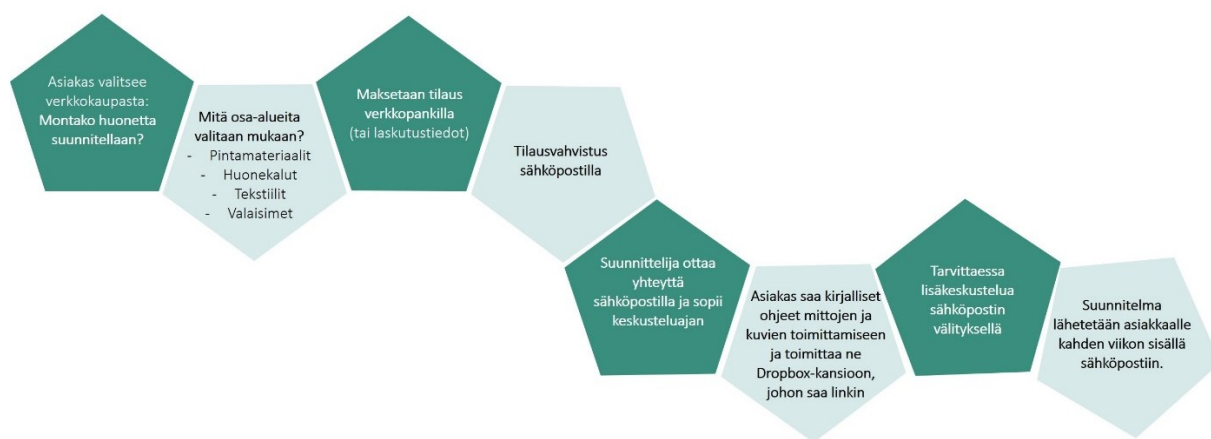 Asiakas valitsee
verkkokaupasta:
Montako huonetta
suunnitellaan?
Mitä osa-alueita
valitaan mukaan?
- Pintamateriaalit
- Huonekalut
- Tekstiilit
- Valaisimet
Maksetaan tilaus
verkkopankilla
(tai laskutustiedot)
Tilausvahvistus
sähköpostilla
Suunnittelija ottaa
yhteyttä
sähköpostilla ja sopii
keskusteluajan
Asiakas saa kirjalliset
ohjeet mittojen ja
kuvien toimittamiseen
ja toimittaa ne
Dropbox-kansioon,
johon saa linkin
Tarvittaessa
lisäkeskustelua
sähköpostin
välityksellä
Suunnitelma
lähetetään asiakkaalle
kahden viikon sisällä
sähköpostiin.